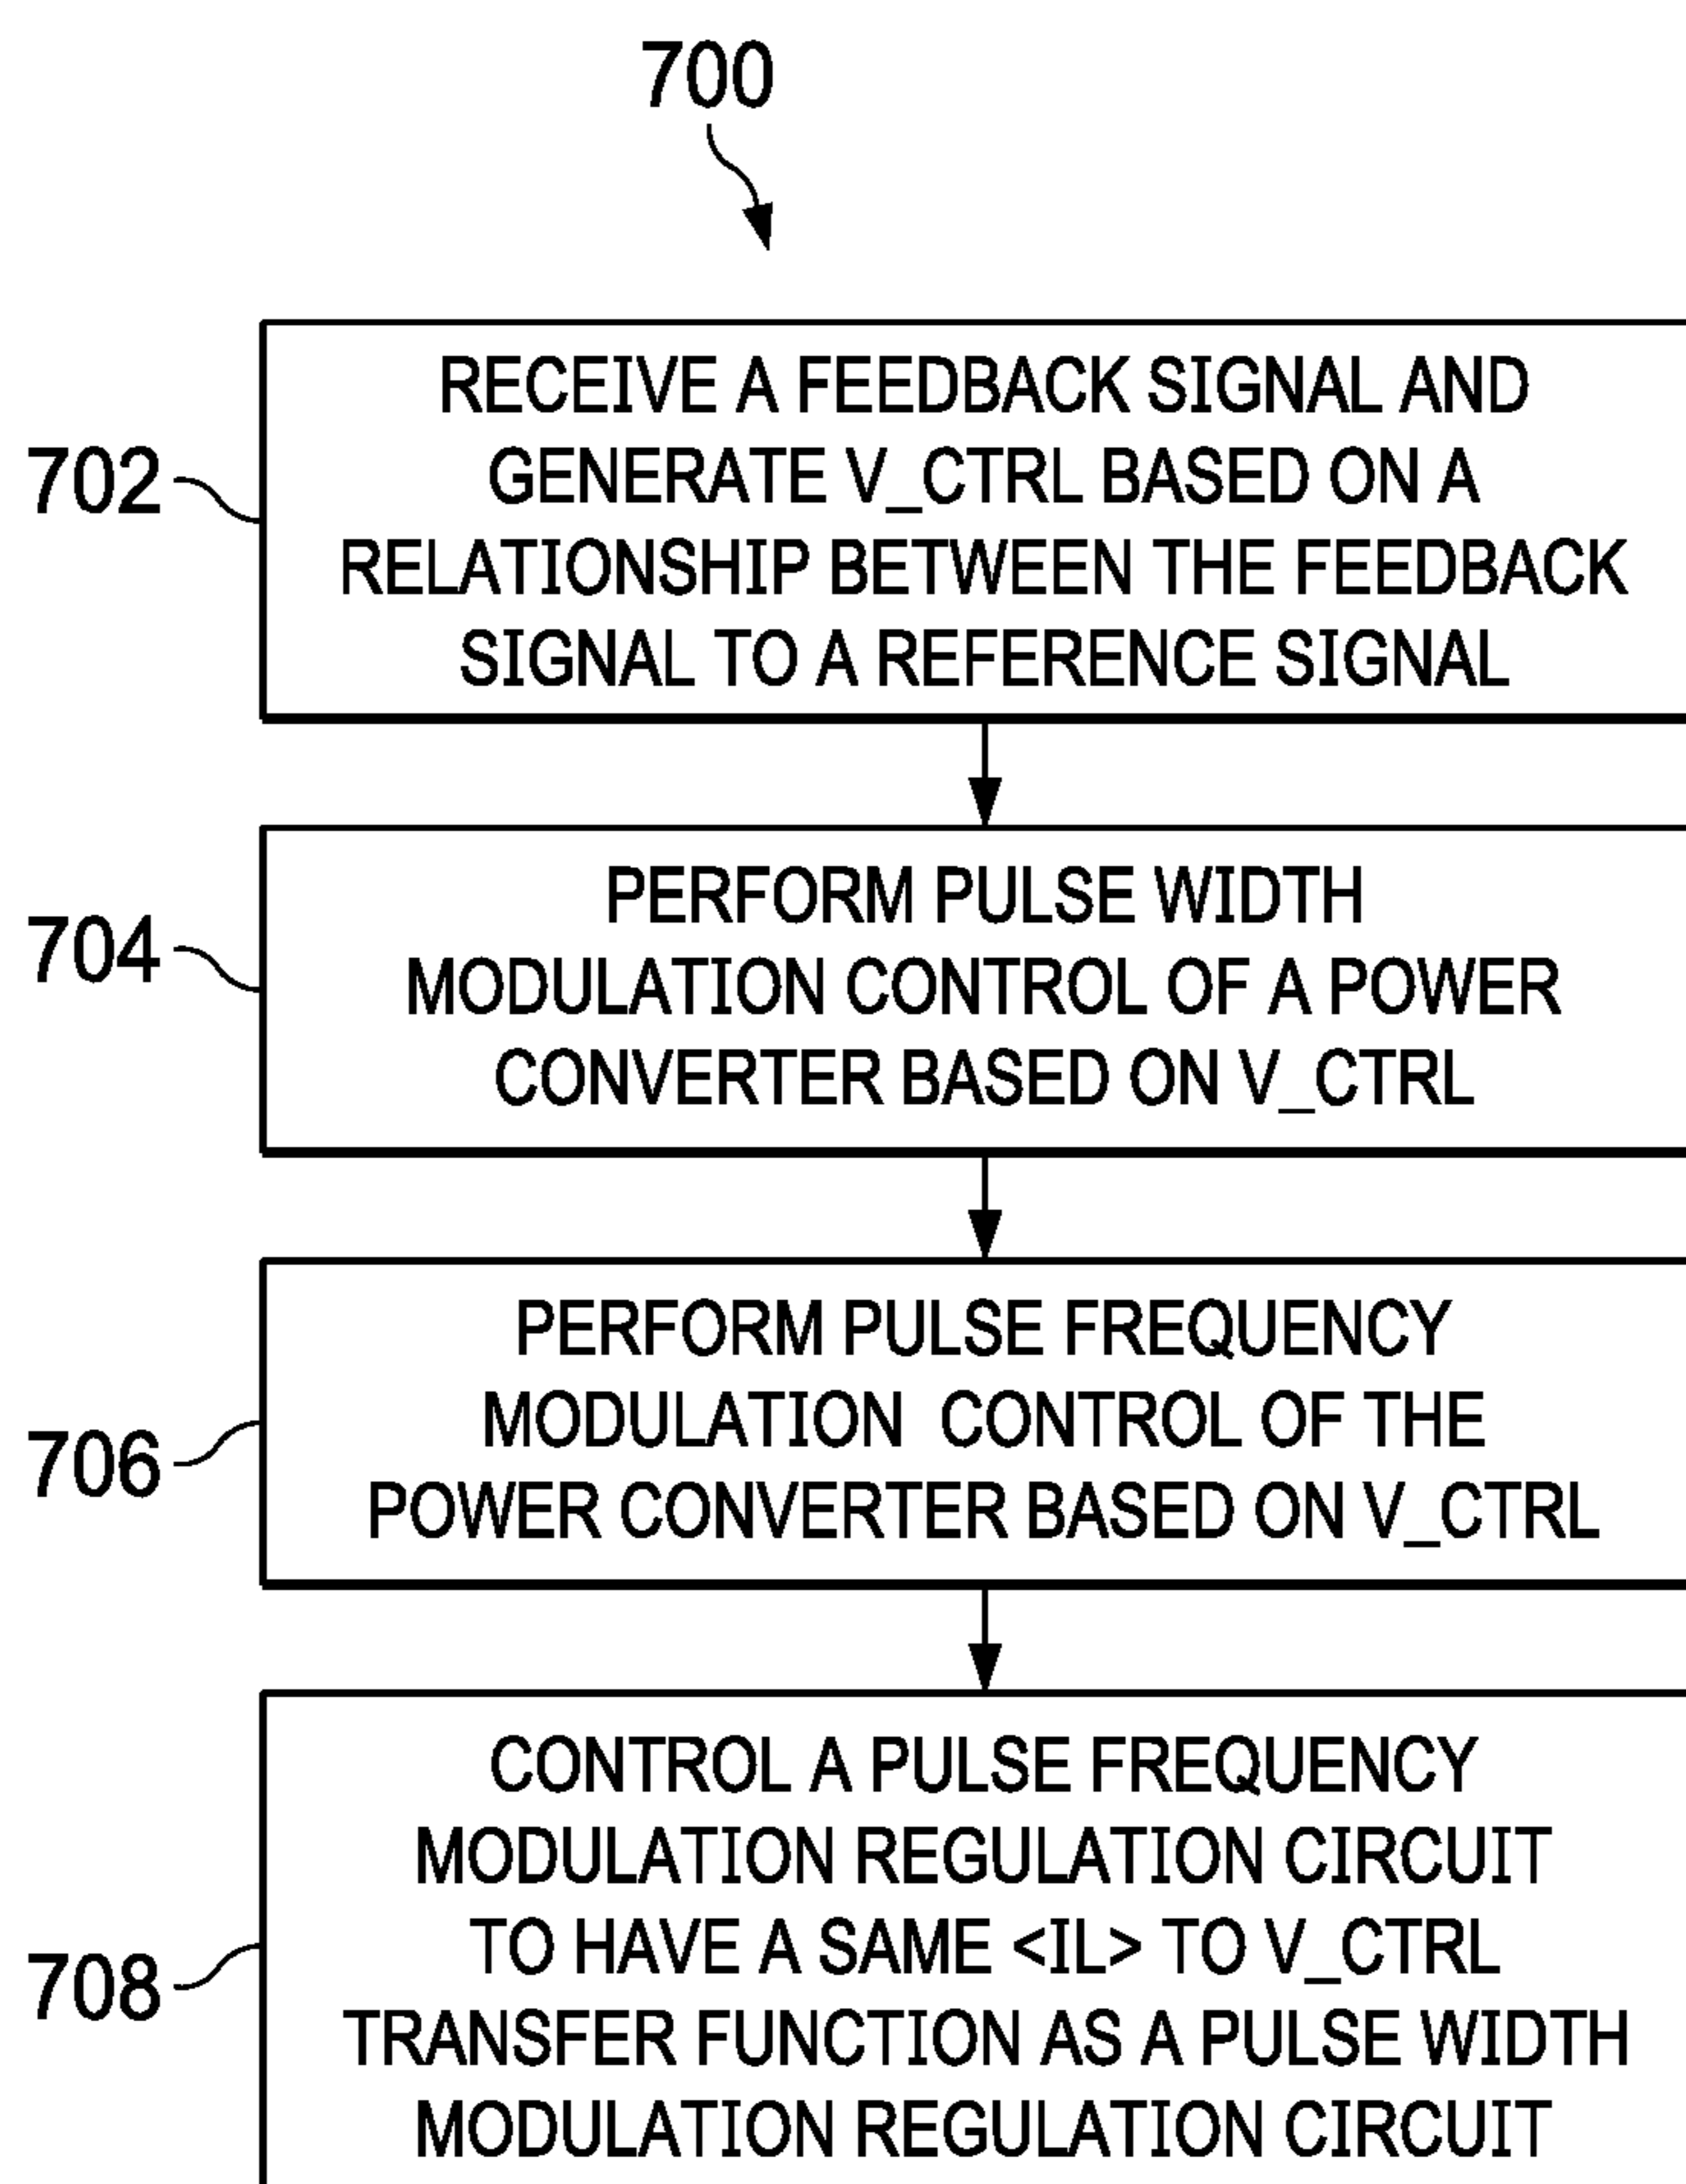 700
702
RECEIVE A FEEDBACK SIGNAL AND
GENERATE V_CTRL BASED ON A
RELATIONSHIP BETWEEN THE FEEDBACK
SIGNAL TO A REFERENCE SIGNAL
704
PERFORM PULSE WIDTH
MODULATION CONTROL OF A POWER
CONVERTER BASED ON V_CTRL
706
PERFORM PULSE FREQUENCY
MODULATION CONTROL OF THE
POWER CONVERTER BASED ON V_CTRL
708
CONTROL A PULSE FREQUENCY
MODULATION REGULATION CIRCUIT
TO HAVE A SAME <IL> TO V_CTRL
TRANSFER FUNCTION AS A PULSE WIDTH
MODULATION REGULATION CIRCUIT